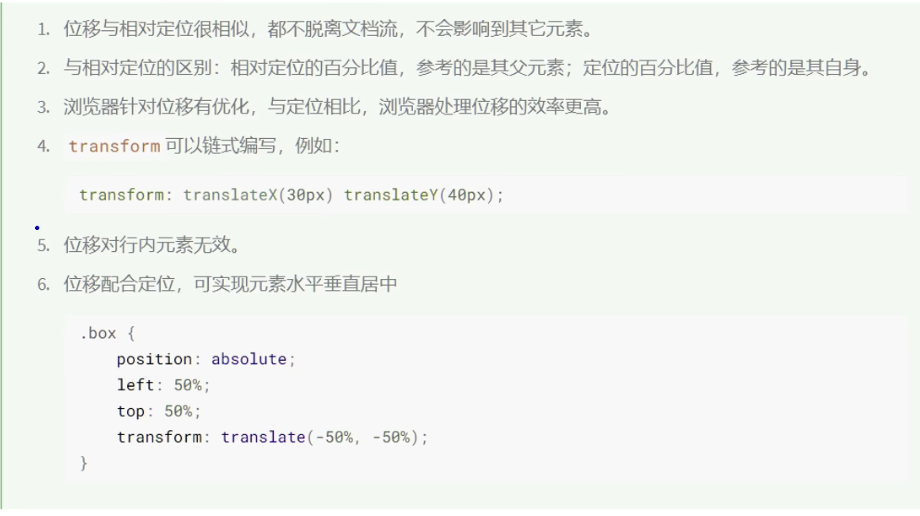 1. 位移与相对定位很相似，都不脱离文档流，不会影响到其它元素。
2. 与相对定位的区别：相对定位的百分比值，参考的是其父元素；定位的百分比值，参考的是其自身。
3. 浏览器针对位移有优化，与定位相比，浏览器处理位移的效率更高。
4. transform 可以链式编写，例如：
transform: translateX(30px) translateY(40px);
5. 位移对行内元素无效。
6. 位移配合定位，可实现元素水平垂直居中
.box {
position: absolute;
left: 50%;
top: 50%;
transform: translate(-50%, -50%);
}